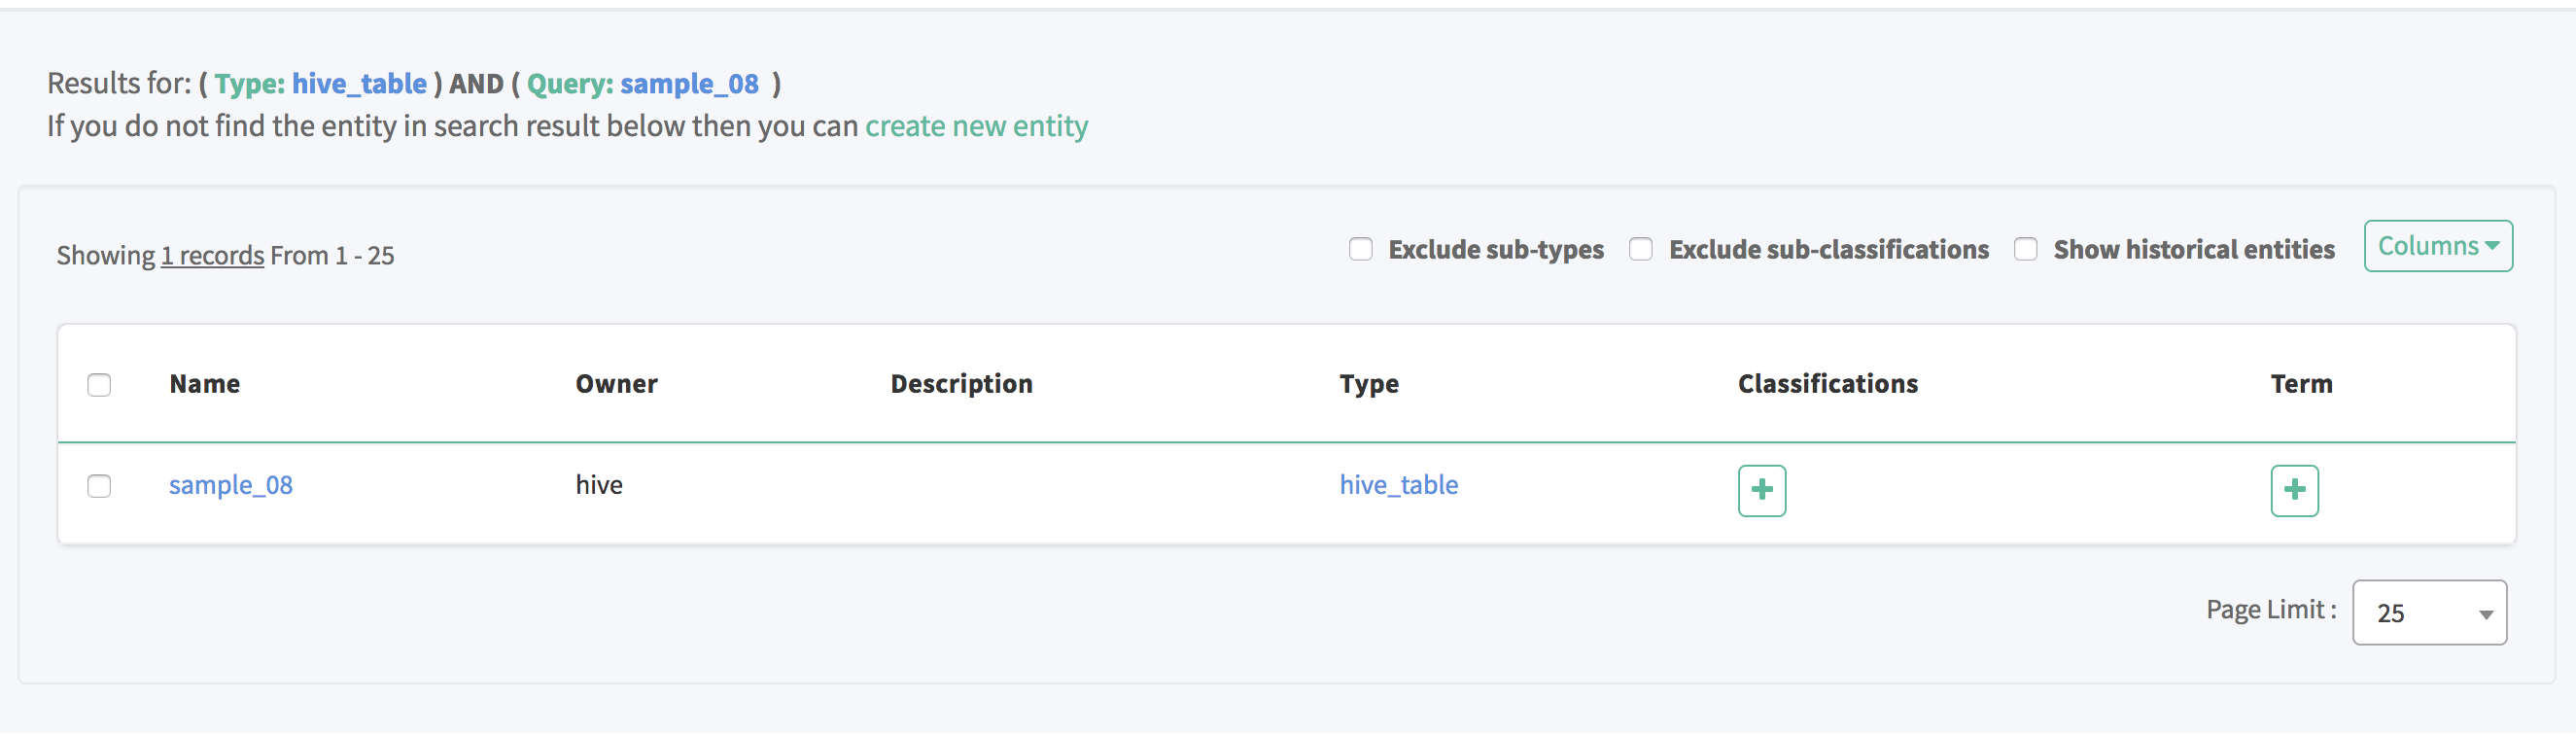 Results for: ( Type: hive_table ) AND ( Query: sample_08 )
If you do not find the entity in search result below then you can create new entity
Showing 1 records From 1 - 25
Exclude sub-types Exclude sub-classifications Show historical entities Columns
Name Owner Description Type Classifications Term
sample_08 hive hive_table
Page Limit : 25